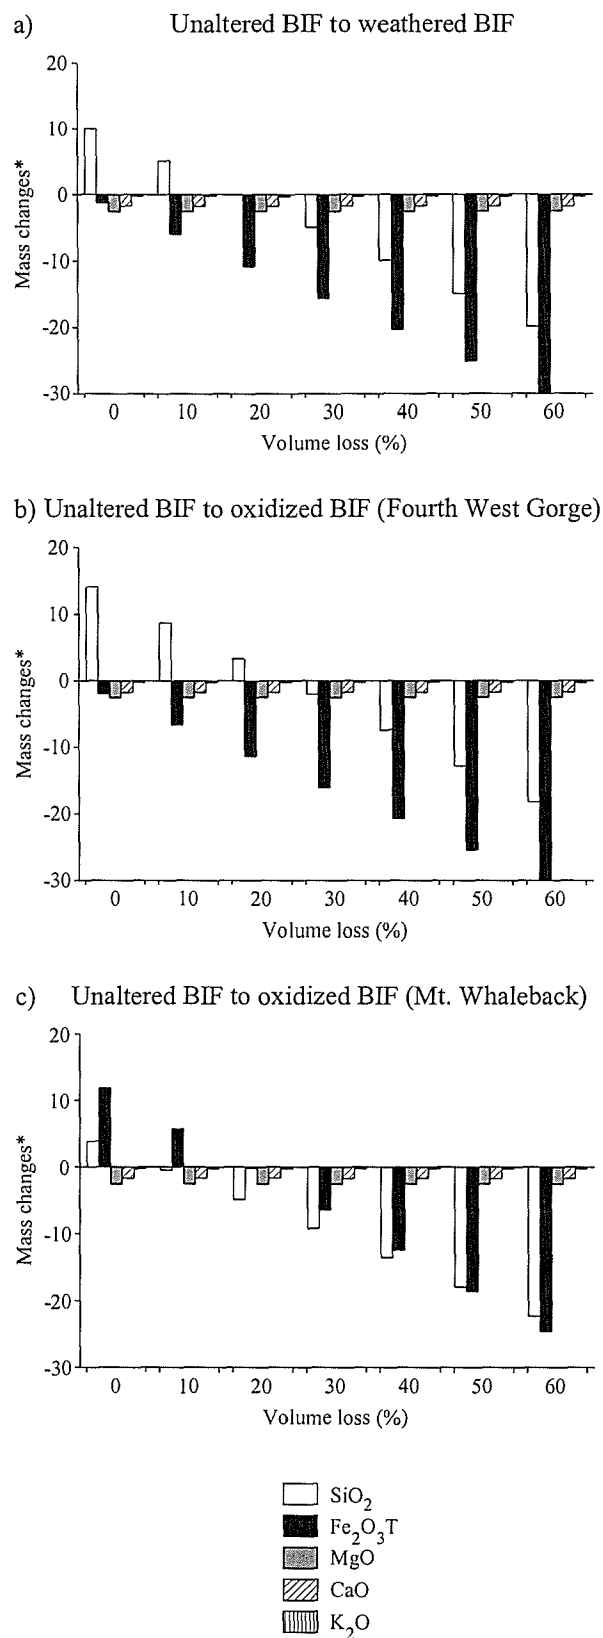 a) Unaltered BIF to weathered BIF
20
10
0
-10
-20
-30
Mass changes*
0 10 20 30 40 50 60
Volume loss (%)
b) Unaltered BIF to oxidized BIF (Fourth West Gorge)
20
10
0
-10
-20
-30
Mass changes*
0 10 20 30 40 50 60
Volume loss (%)
c) Unaltered BIF to oxidized BIF (Mt. Whaleback)
20
10
0
-10
-20
-30
Mass changes*
0 10 20 30 40 50 60
Volume loss (%)
SiO₂
Fe₂O₃T
MgO
CaO
K₂O